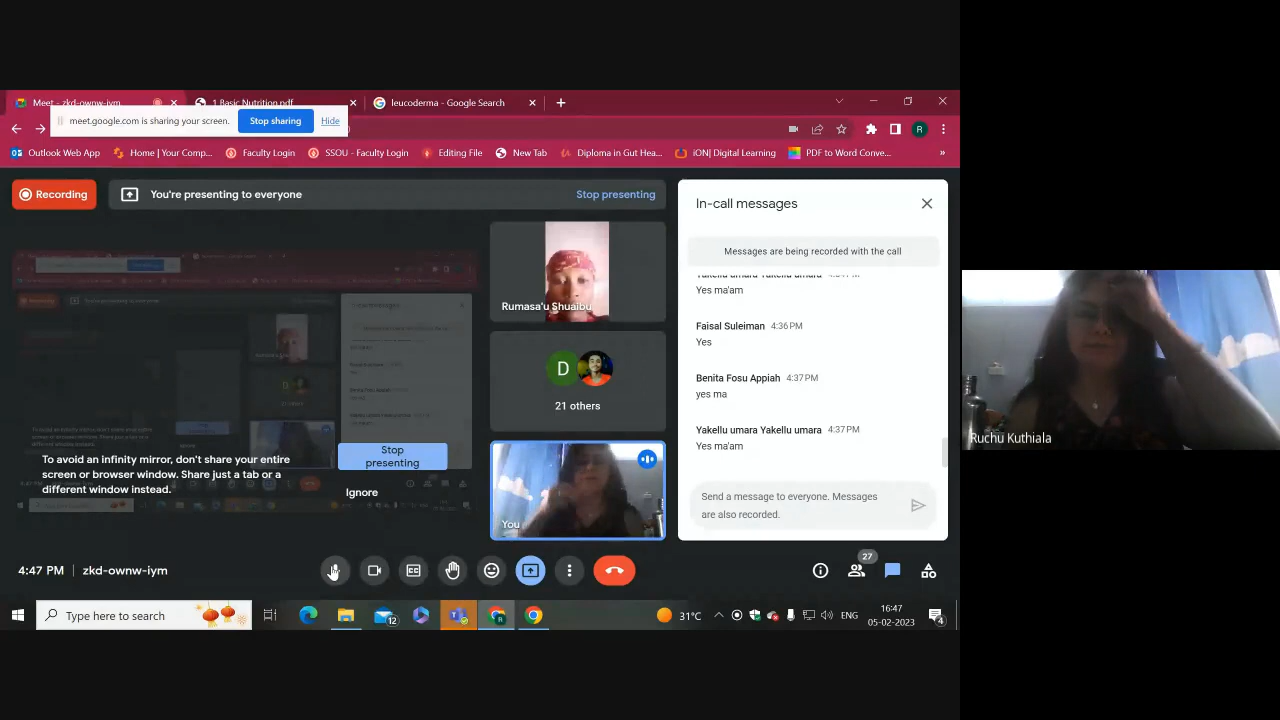 Meet - zkd-ownw-iym
1 Basic Nutrition.pdf
leucoderma - Google Search
meet.google.com is sharing your screen.
Stop sharing
Hide
Outlook Web App
Home | Your Comp...
Faculty Login
SSOU - Faculty Login
Editing File
New Tab
Diploma in Gut Hea...
iON| Digital Learning
PDF to Word Conve...
»
R
Recording
You're presenting to everyone
Stop presenting
In-call messages
Messages are being recorded with the call
Yakellu umara Yakellu umara
Yes ma'am
Faisal Suleiman 4:36 PM
Yes
Benita Fosu Appiah 4:37 PM
yes ma
Yakellu umara Yakellu umara 4:37 PM
Yes ma'am
Send a message to everyone. Messages
are also recorded.
Rumasa'u Shuaibu
D
21 others
You
To avoid an infinity mirror, don't share your entire
screen or browser window. Share just a tab or a
different window instead.
Stop
presenting
Ignore
Ruchu Kuthiala
4:47 PM
zkd-ownw-iym
CC
27
Type here to search
12
31°C
ENG
16:47
05-02-2023
4